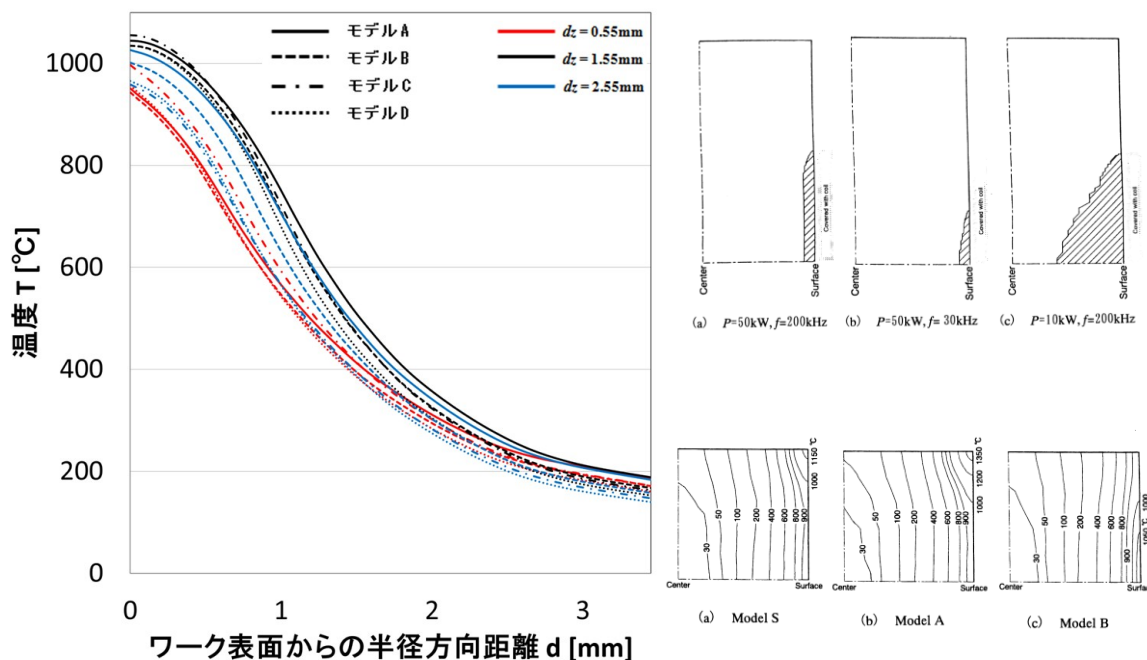 モデルA
モデルB
モデルC
モデルD
dz = 0.55mm
dz = 1.55mm
dz = 2.55mm
温度 T [℃]
1000
800
600
400
200
0
0
1
2
3
ワーク表面からの半径方向距離 d [mm]
Center
Surface
Covered with coil
(a) P=50kW, f=200kHz
Center
Surface
Covered with coil
(b) P=50kW, f= 30kHz
Center
Surface
Covered with coil
(c) P=10kW, f=200kHz
30
50
100
200
400
600
800
900
1000
1150 ℃
Center
Surface
(a) Model S
30
50
100
200
400
600
800
900
1000
1200
1350 ℃
Center
Surface
(b) Model A
30
50
100
200
400
600
800
900
1000
1050 ℃
Center
Surface
(c) Model B